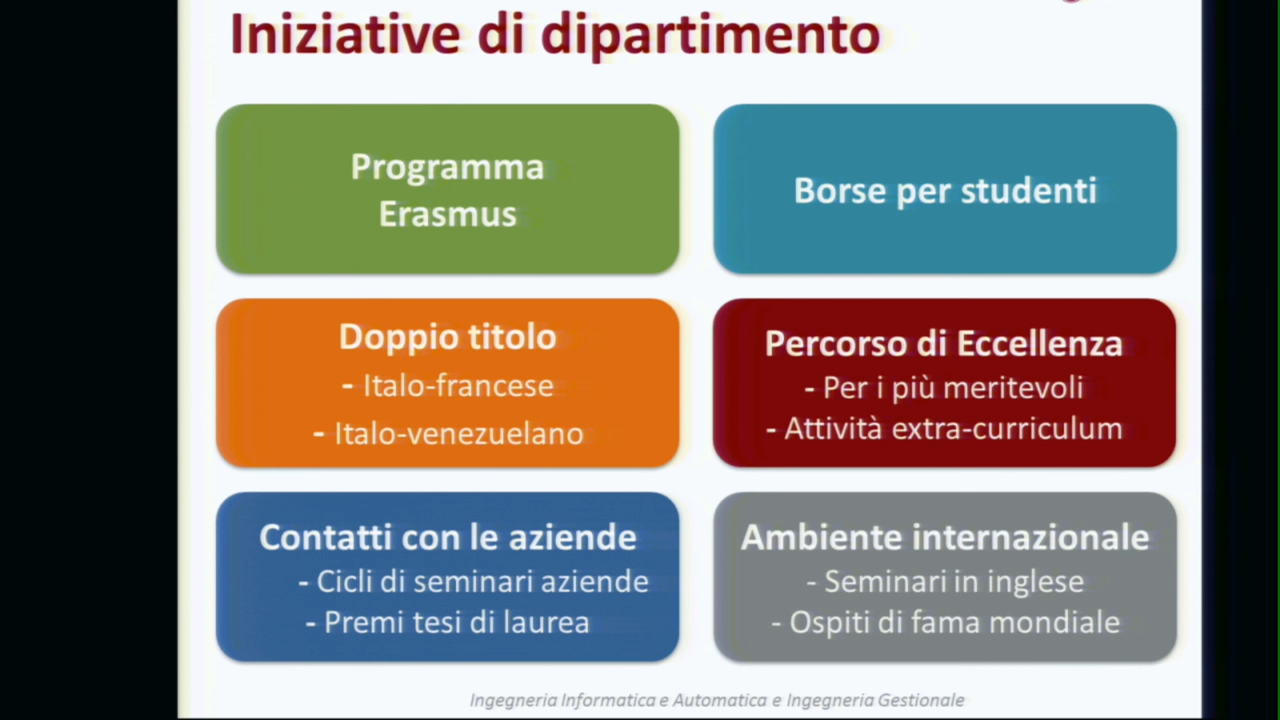 Iniziative di dipartimento
Programma
Erasmus
Borse per studenti
Doppio titolo
- Italo-francese
- Italo-venezuelano
Percorso di Eccellenza
- Per i più meritevoli
- Attività extra-curriculum
Contatti con le aziende
- Cicli di seminari aziende
- Premi tesi di laurea
Ambiente internazionale
- Seminari in inglese
- Ospiti di fama mondiale
Ingegneria Informatica e Automatica e Ingegneria Gestionale